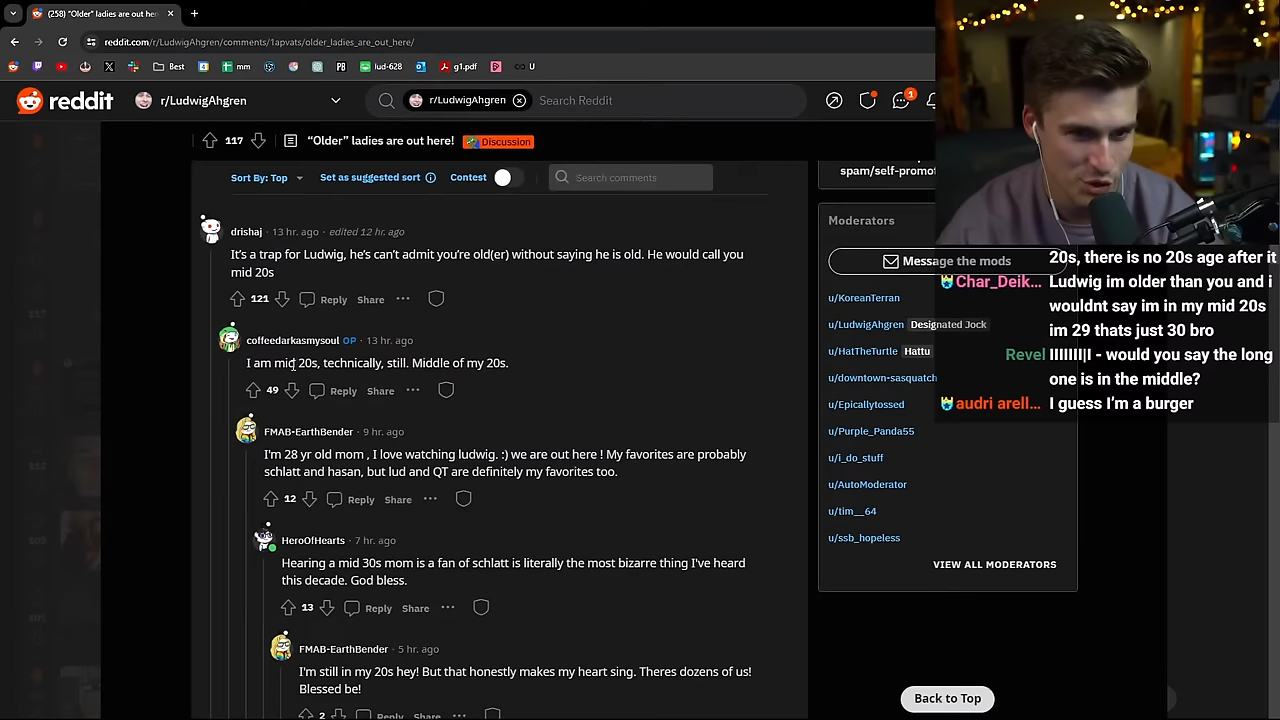 (258) "Older" ladies are out here
reddit.com/r/LudwigAhgren/comments/1apvats/older_ladies_are_out_here/
Best
mm
iud-628
g1.pdf
U
reddit
r/LudwigAhgren
r/LudwigAhgren
Search Reddit
1
117
“Older” ladies are out here!
Discussion
Sort By: Top
Set as suggested sort
Contest
Search comments
drishaj · 13 hr. ago · edited 12 hr. ago
It’s a trap for Ludwig, he’s can’t admit you’re old(er) without saying he is old. He would call you
mid 20s
121
Reply
Share
coffeedarkasmysoul OP · 13 hr. ago
I am mid 20s, technically, still. Middle of my 20s.
49
Reply
Share
FMAB-EarthBender · 9 hr. ago
I'm 28 yr old mom , I love watching ludwig. :) we are out here ! My favorites are probably
schlatt and hasan, but lud and QT are definitely my favorites too.
12
Reply
Share
HeroOfHearts · 7 hr. ago
Hearing a mid 30s mom is a fan of schlatt is literally the most bizarre thing I've heard
this decade. God bless.
13
Reply
Share
FMAB-EarthBender · 5 hr. ago
I'm still in my 20s hey! But that honestly makes my heart sing. Theres dozens of us!
Blessed be!
2
Reply
Share
spam/self-promot
Moderators
Message the mods
u/KoreanTerran
u/LudwigAhgren Designated Jock
u/HatTheTurtle Hattu
u/downtown-sasquatch
u/Epicallytossed
u/Purple_Panda55
u/i_do_stuff
u/AutoModerator
u/tim__64
u/ssb_hopeless
VIEW ALL MODERATORS
Back to Top
20s, there is no 20s age after it
Char_Deik... Ludwig im older than you and i
wouldnt say im in my mid 20s
im 29 thats just 30 bro
Revel IIIIIII|I - would you say the long
one is in the middle?
audri arell... I guess I’m a burger